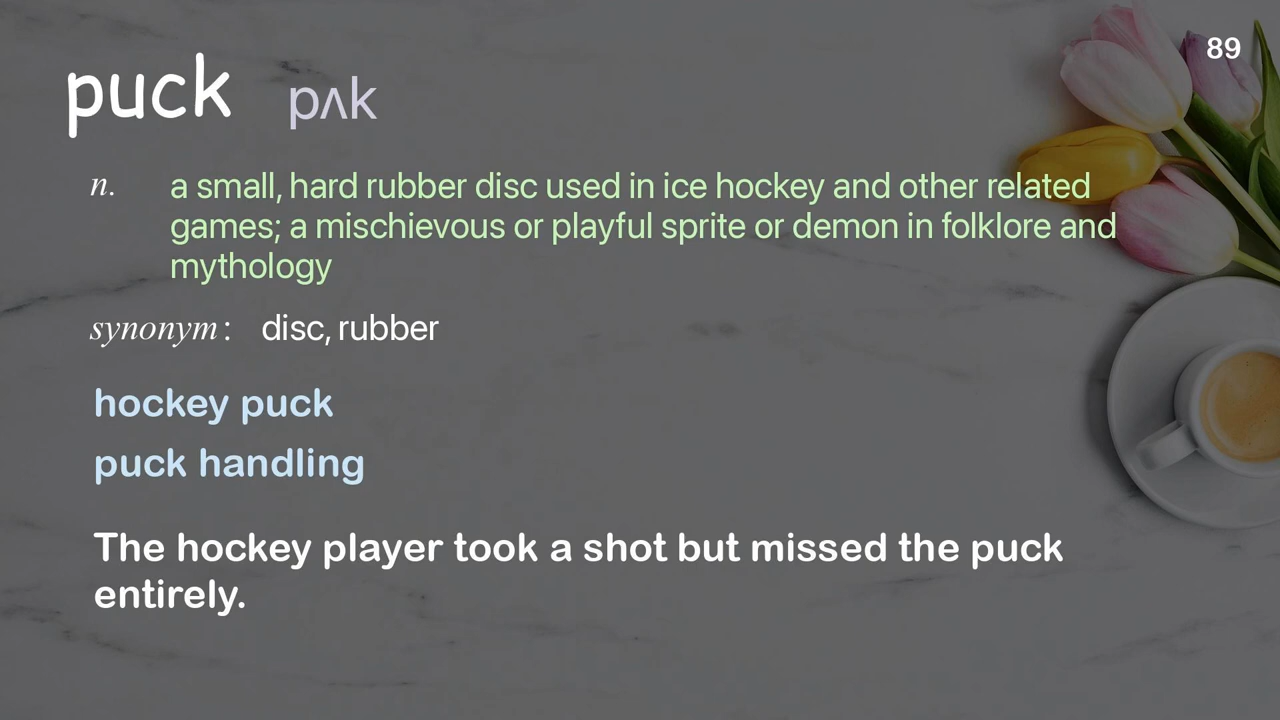 89
puck pʌk
n. a small, hard rubber disc used in ice hockey and other related
games; a mischievous or playful sprite or demon in folklore and
mythology
synonym: disc, rubber
hockey puck
puck handling
The hockey player took a shot but missed the puck
entirely.